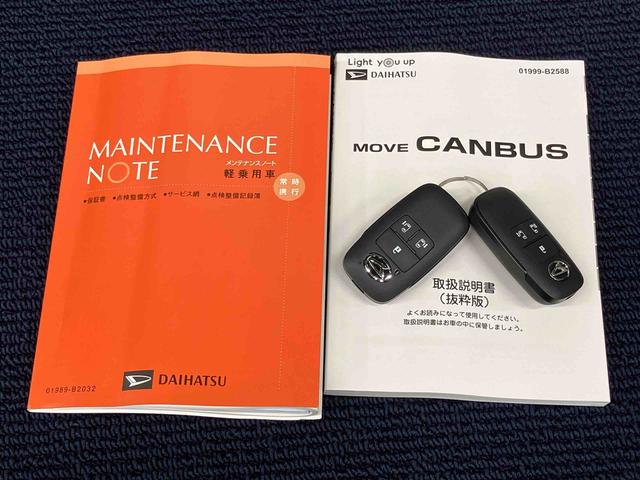 MAINTENANCE
NOTE
メンテナンスノート
軽乗用車
常時
携行
●保証書 ●点検整備方式 ●サービス網 ●点検整備記録簿
DAIHATSU
01989-B2032
Light you up
DAIHATSU
01999-B2588
MOVE CANBUS
取扱説明書
（抜粋版）
よくお読みになって使用してください。
取扱説明書はお車の中に保管しましょう。